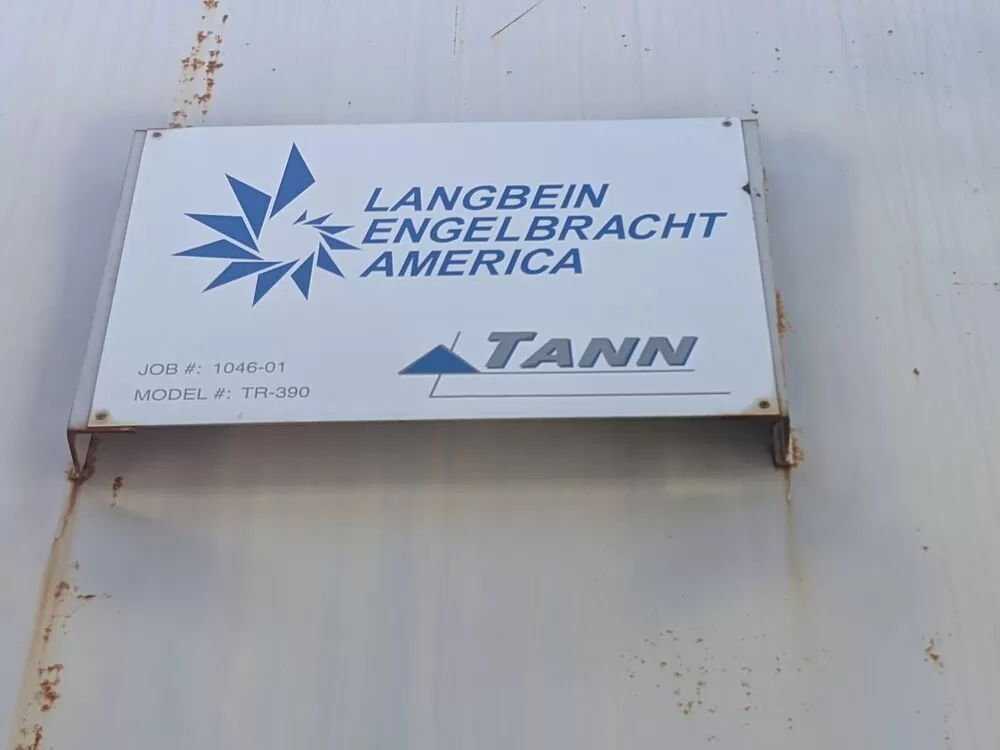 LANGBEIN
ENGELBRACHT
AMERICA
TANN
JOB #: 1046-01
MODEL #: TR-390